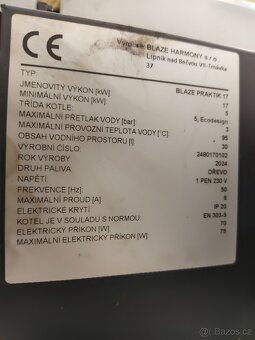 CE
Výrobce: BLAZE HARMONY s.r.o.
Lipník nad Bečvou VII-Trnávka
37
TYP BLAZE PRAKTIK 17
JMENOVITÝ VÝKON [kW] 17
MINIMÁLNÍ VÝKON [kW] 5
TŘÍDA KOTLE: 5, Ecodesign
MAXIMÁLNÍ PŘETLAK VODY [bar] 3
MAXIMÁLNÍ PROVOZNÍ TEPLOTA VODY [°C] 95
OBSAH VODNÍHO PROSTORU [l] 30
VÝROBNÍ ČÍSLO: 2480170102
ROK VÝROBY 2024
DRUH PALIVA DŘEVO
NAPĚTÍ 1 PEN 230 V
FREKVENCE [Hz] 50
MAXIMÁLNÍ PROUD [A] 6
ELEKTRICKÉ KRYTÍ IP 20
KOTEL JE V SOULADU S NORMOU: EN 303-5
ELEKTRICKÝ PŘÍKON [W] 70
MAXIMÁLNÍ ELEKTRICKÝ PŘÍKON [W] 75
Bazoš.cz